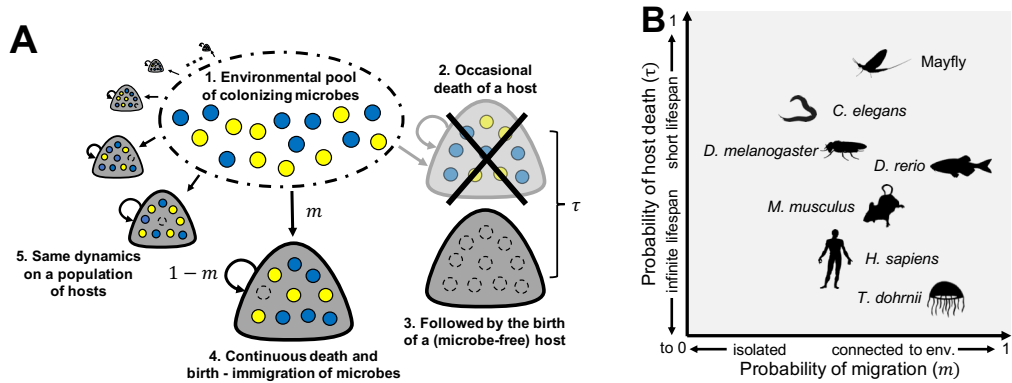 A
1. Environmental pool
of colonizing microbes
2. Occasional
death of a host
m
τ
1 − m
5. Same dynamics
on a population
of hosts
3. Followed by the birth
of a (microbe-free) host
4. Continuous death and
birth - immigration of microbes
B
1
Probability of host death (τ)
infinite lifespan
short lifespan
Mayfly
C. elegans
D. melanogaster
D. rerio
M. musculus
H. sapiens
T. dohrnii
to 0
isolated
connected to env.
1
Probability of migration (m)